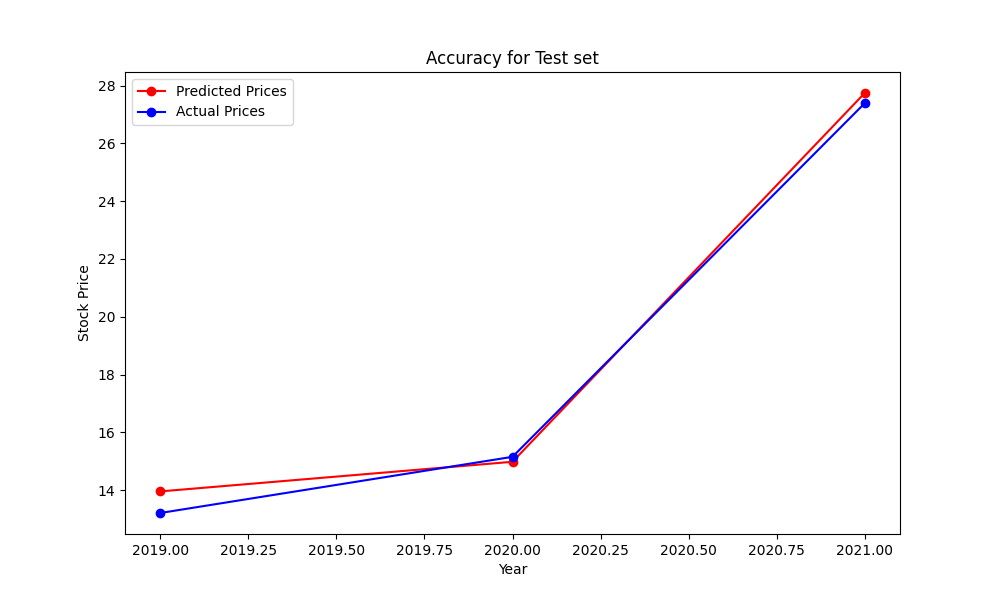 Accuracy for Test set
Predicted Prices
Actual Prices
28
26
24
22
20
18
16
14
Stock Price
2019.00 2019.25 2019.50 2019.75 2020.00 2020.25 2020.50 2020.75 2021.00
Year